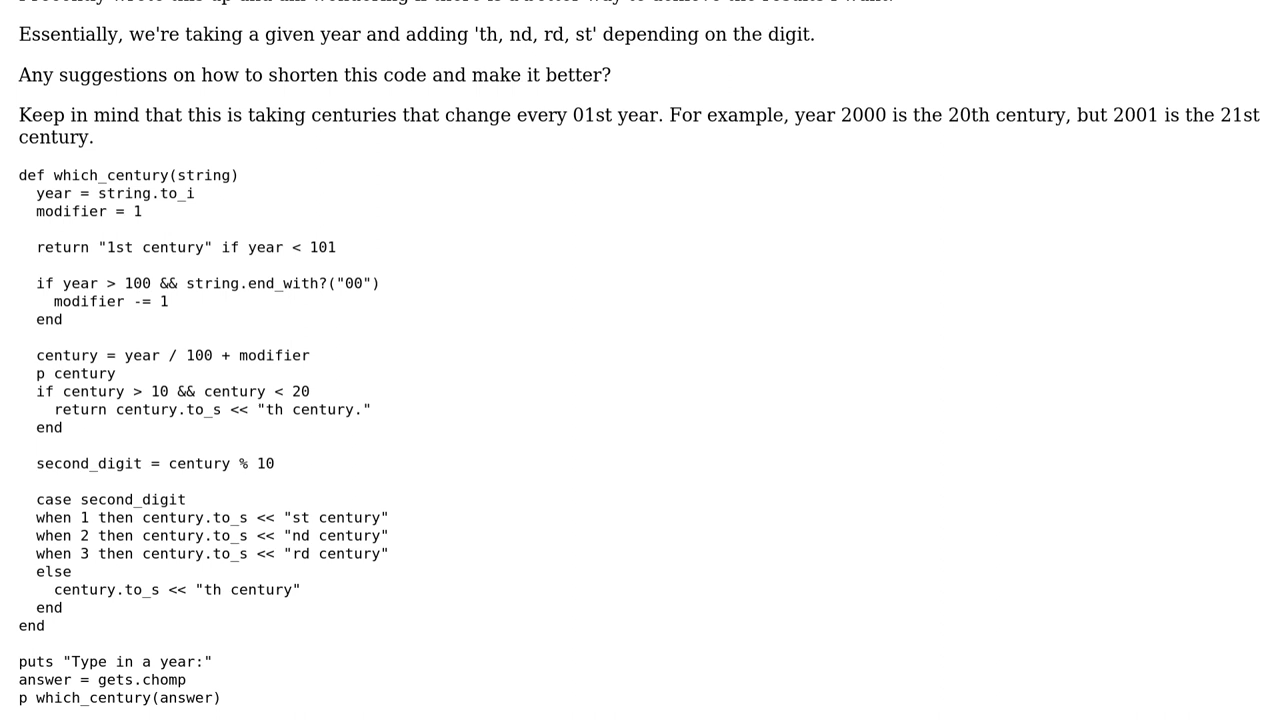 Essentially, we're taking a given year and adding 'th, nd, rd, st' depending on the digit.
Any suggestions on how to shorten this code and make it better?
Keep in mind that this is taking centuries that change every 01st year. For example, year 2000 is the 20th century, but 2001 is the 21st
century.
def which_century(string)
  year = string.to_i
  modifier = 1
  return "1st century" if year < 101
  if year > 100 && string.end_with?("00")
    modifier -= 1
  end
  century = year / 100 + modifier
  p century
  if century > 10 && century < 20
    return century.to_s << "th century."
  end
  second_digit = century % 10
  case second_digit
  when 1 then century.to_s << "st century"
  when 2 then century.to_s << "nd century"
  when 3 then century.to_s << "rd century"
  else
    century.to_s << "th century"
  end
end
puts "Type in a year:"
answer = gets.chomp
p which_century(answer)